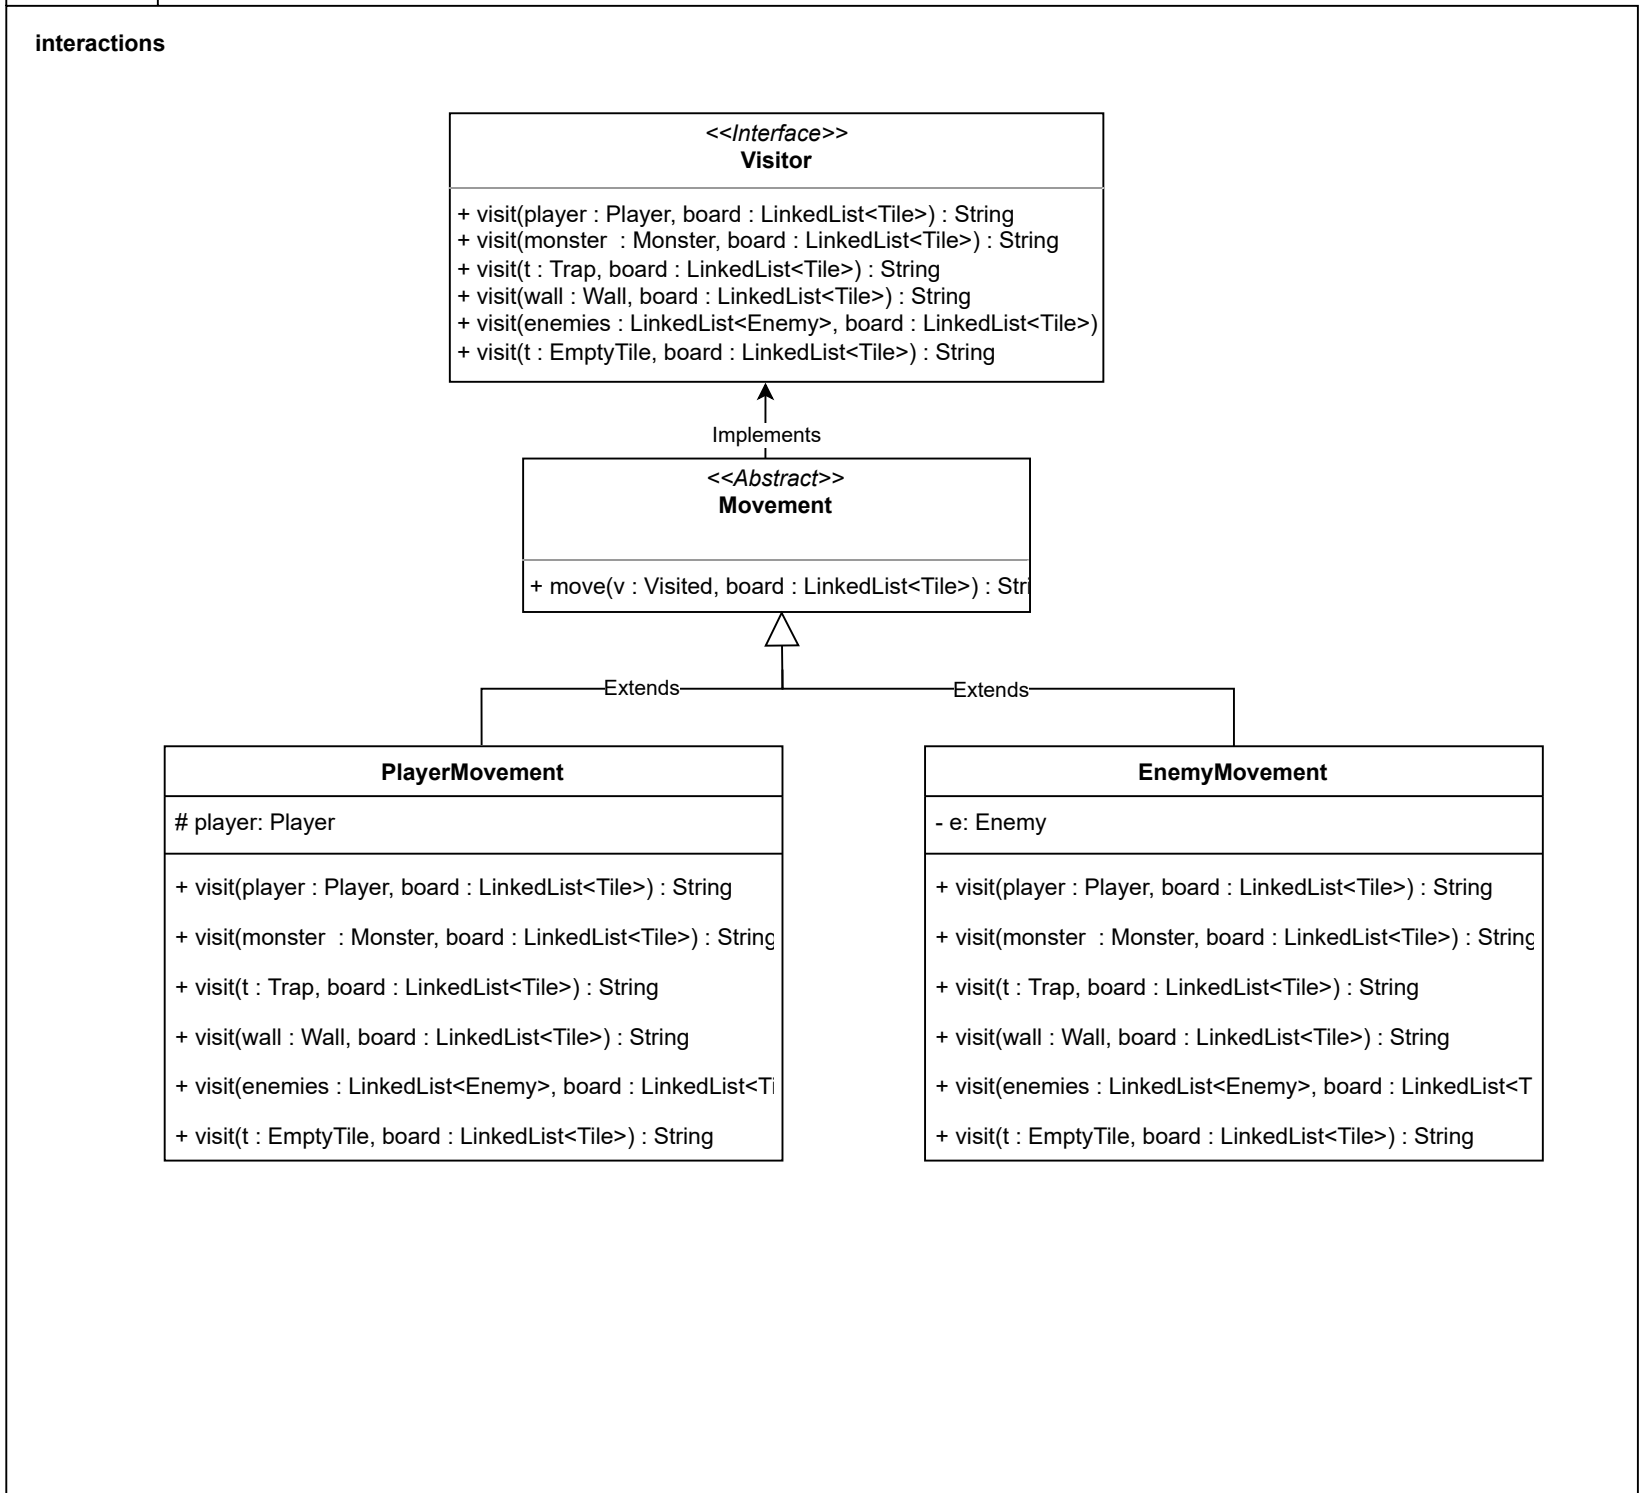 interactions
<<Interface>>
Visitor
+ visit(player : Player, board : LinkedList<Tile>) : String
+ visit(monster  : Monster, board : LinkedList<Tile>) : String
+ visit(t : Trap, board : LinkedList<Tile>) : String
+ visit(wall : Wall, board : LinkedList<Tile>) : String
+ visit(enemies : LinkedList<Enemy>, board : LinkedList<Tile>)
+ visit(t : EmptyTile, board : LinkedList<Tile>) : String
Implements
<<Abstract>>
Movement
+ move(v : Visited, board : LinkedList<Tile>) : Stri
Extends
Extends
PlayerMovement
# player: Player
+ visit(player : Player, board : LinkedList<Tile>) : String
+ visit(monster  : Monster, board : LinkedList<Tile>) : String
+ visit(t : Trap, board : LinkedList<Tile>) : String
+ visit(wall : Wall, board : LinkedList<Tile>) : String
+ visit(enemies : LinkedList<Enemy>, board : LinkedList<Ti
+ visit(t : EmptyTile, board : LinkedList<Tile>) : String
EnemyMovement
- e: Enemy
+ visit(player : Player, board : LinkedList<Tile>) : String
+ visit(monster  : Monster, board : LinkedList<Tile>) : String
+ visit(t : Trap, board : LinkedList<Tile>) : String
+ visit(wall : Wall, board : LinkedList<Tile>) : String
+ visit(enemies : LinkedList<Enemy>, board : LinkedList<T
+ visit(t : EmptyTile, board : LinkedList<Tile>) : String